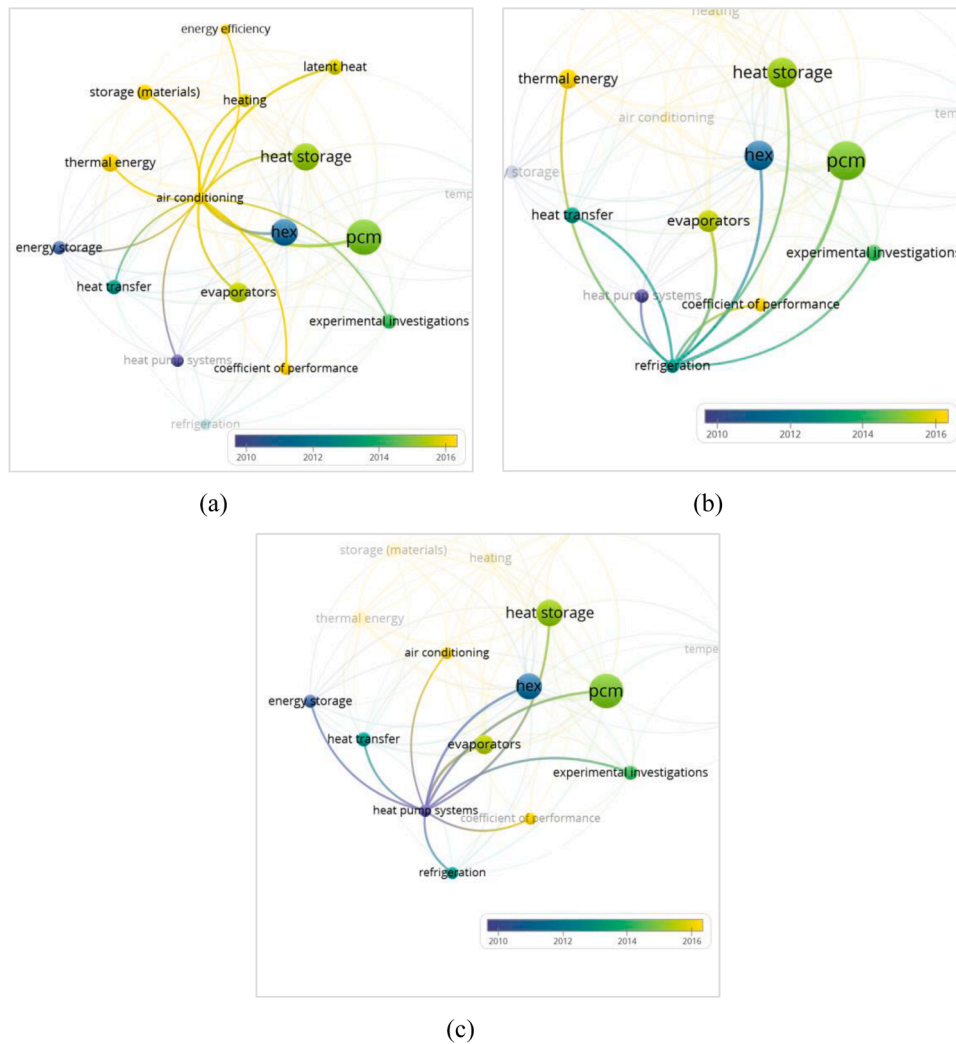 energy efficiency
latent heat
storage (materials)
heating
heat storage
thermal energy
air conditioning
tempe
hex
pcm
energy storage
heat transfer
evaporators
experimental investigations
heat pump systems
coefficient of performance
refrigeration
2010 2012 2014 2016
(a)
heating
heat storage
thermal energy
air conditioning
tempe
hex
pcm
y storage
heat transfer
evaporators
experimental investigations
heat pump systems
coefficient of performance
refrigeration
2010 2012 2014 2016
(b)
storage (materials)
heating
heat storage
thermal energy
air conditioning
tempe
hex
pcm
energy storage
heat transfer
evaporators
experimental investigations
heat pump systems
coefficient of performance
refrigeration
2010 2012 2014 2016
(c)